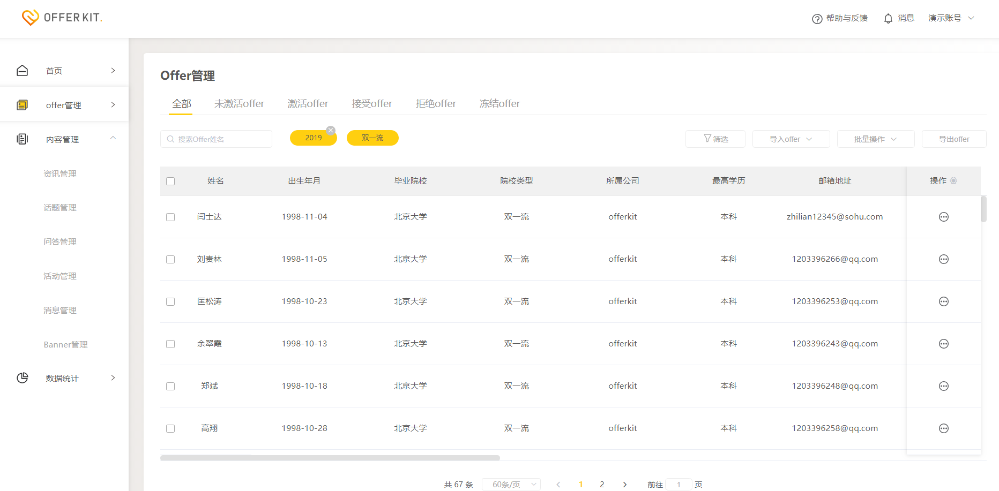 OFFER KIT.
帮助与反馈 消息 演示账号
首页
offer管理
内容管理
资讯管理
话题管理
问答管理
活动管理
消息管理
Banner管理
数据统计
Offer管理
全部 未激活offer 激活offer 接受offer 拒绝offer 冻结offer
搜索Offer姓名 2019 双一流 筛选 导入offer 批量操作 导出offer
姓名 出生年月 毕业院校 院校类型 所属公司 最高学历 邮箱地址 操作
闫士达 1998-11-04 北京大学 双一流 offerkit 本科 zhilian12345@sohu.com
刘贵林 1998-11-05 北京大学 双一流 offerkit 本科 1203396266@qq.com
匡松涛 1998-10-23 北京大学 双一流 offerkit 本科 1203396253@qq.com
余翠霞 1998-10-13 北京大学 双一流 offerkit 本科 1203396243@qq.com
郑斌 1998-10-18 北京大学 双一流 offerkit 本科 1203396248@qq.com
高翔 1998-10-28 北京大学 双一流 offerkit 本科 1203396258@qq.com
共 67 条 60条/页 1 2 前往 1 页